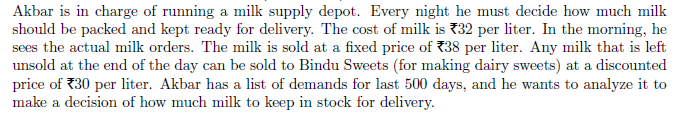 Akbar is in charge of running a milk supply depot. Every night he must decide how much milk
should be packed and kept ready for delivery. The cost of milk is ₹32 per liter. In the morning, he
sees the actual milk orders. The milk is sold at a fixed price of ₹38 per liter. Any milk that is left
unsold at the end of the day can be sold to Bindu Sweets (for making dairy sweets) at a discounted
price of ₹30 per liter. Akbar has a list of demands for last 500 days, and he wants to analyze it to
make a decision of how much milk to keep in stock for delivery.